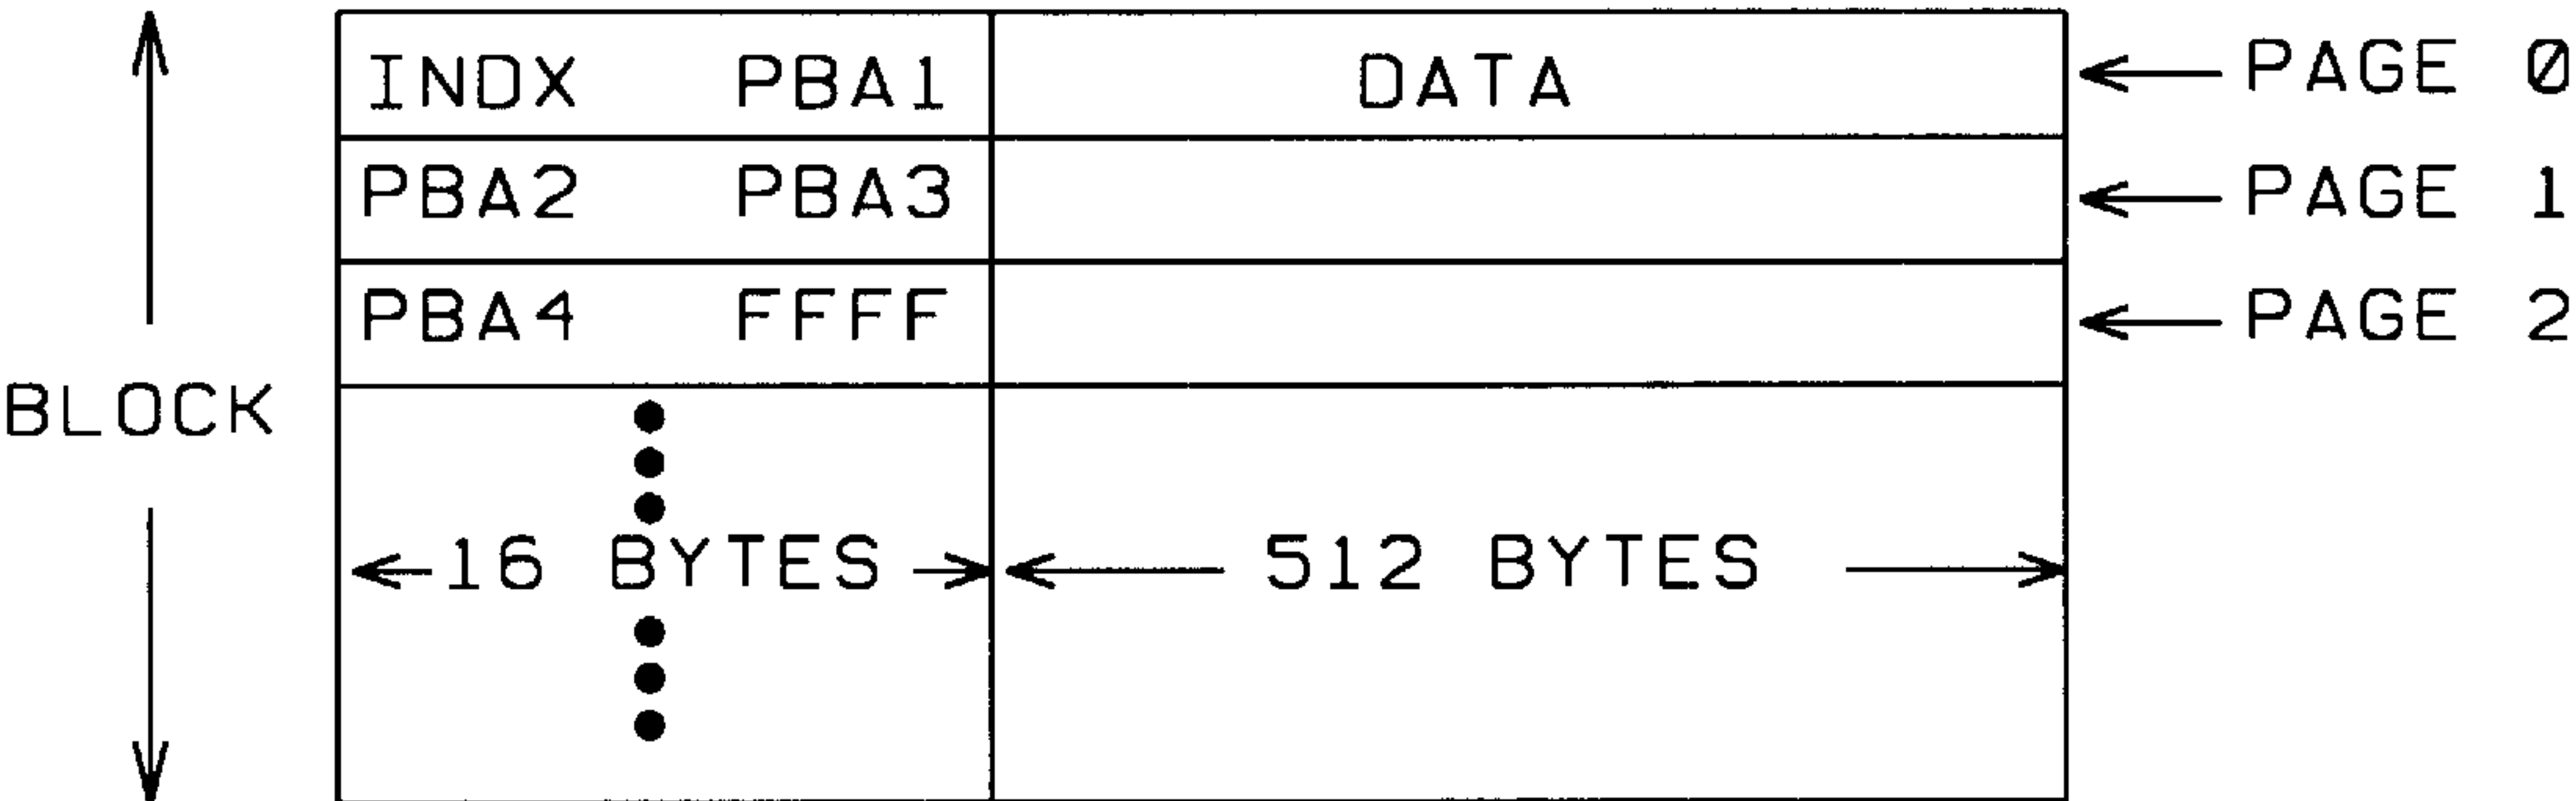 INDX PBA1 DATA PAGE 0
PBA2 PBA3 PAGE 1
PBA4 FFFF PAGE 2
BLOCK
16 BYTES 512 BYTES